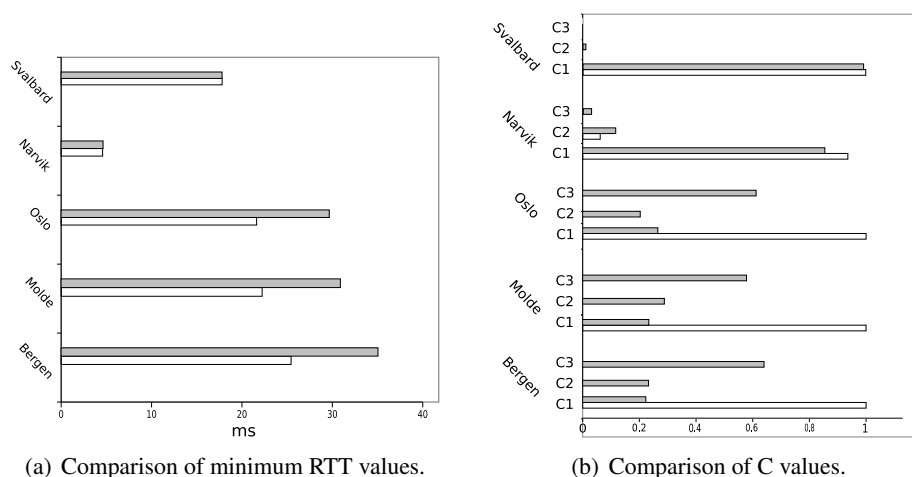 Svalbard
Narvik
Oslo
Molde
Bergen
0 10 20 30 40
ms
(a) Comparison of minimum RTT values.
Svalbard
C3
C2
C1
Narvik
C3
C2
C1
Oslo
C3
C2
C1
Molde
C3
C2
C1
Bergen
C3
C2
C1
0 0.2 0.4 0.6 0.8 1
(b) Comparison of C values.